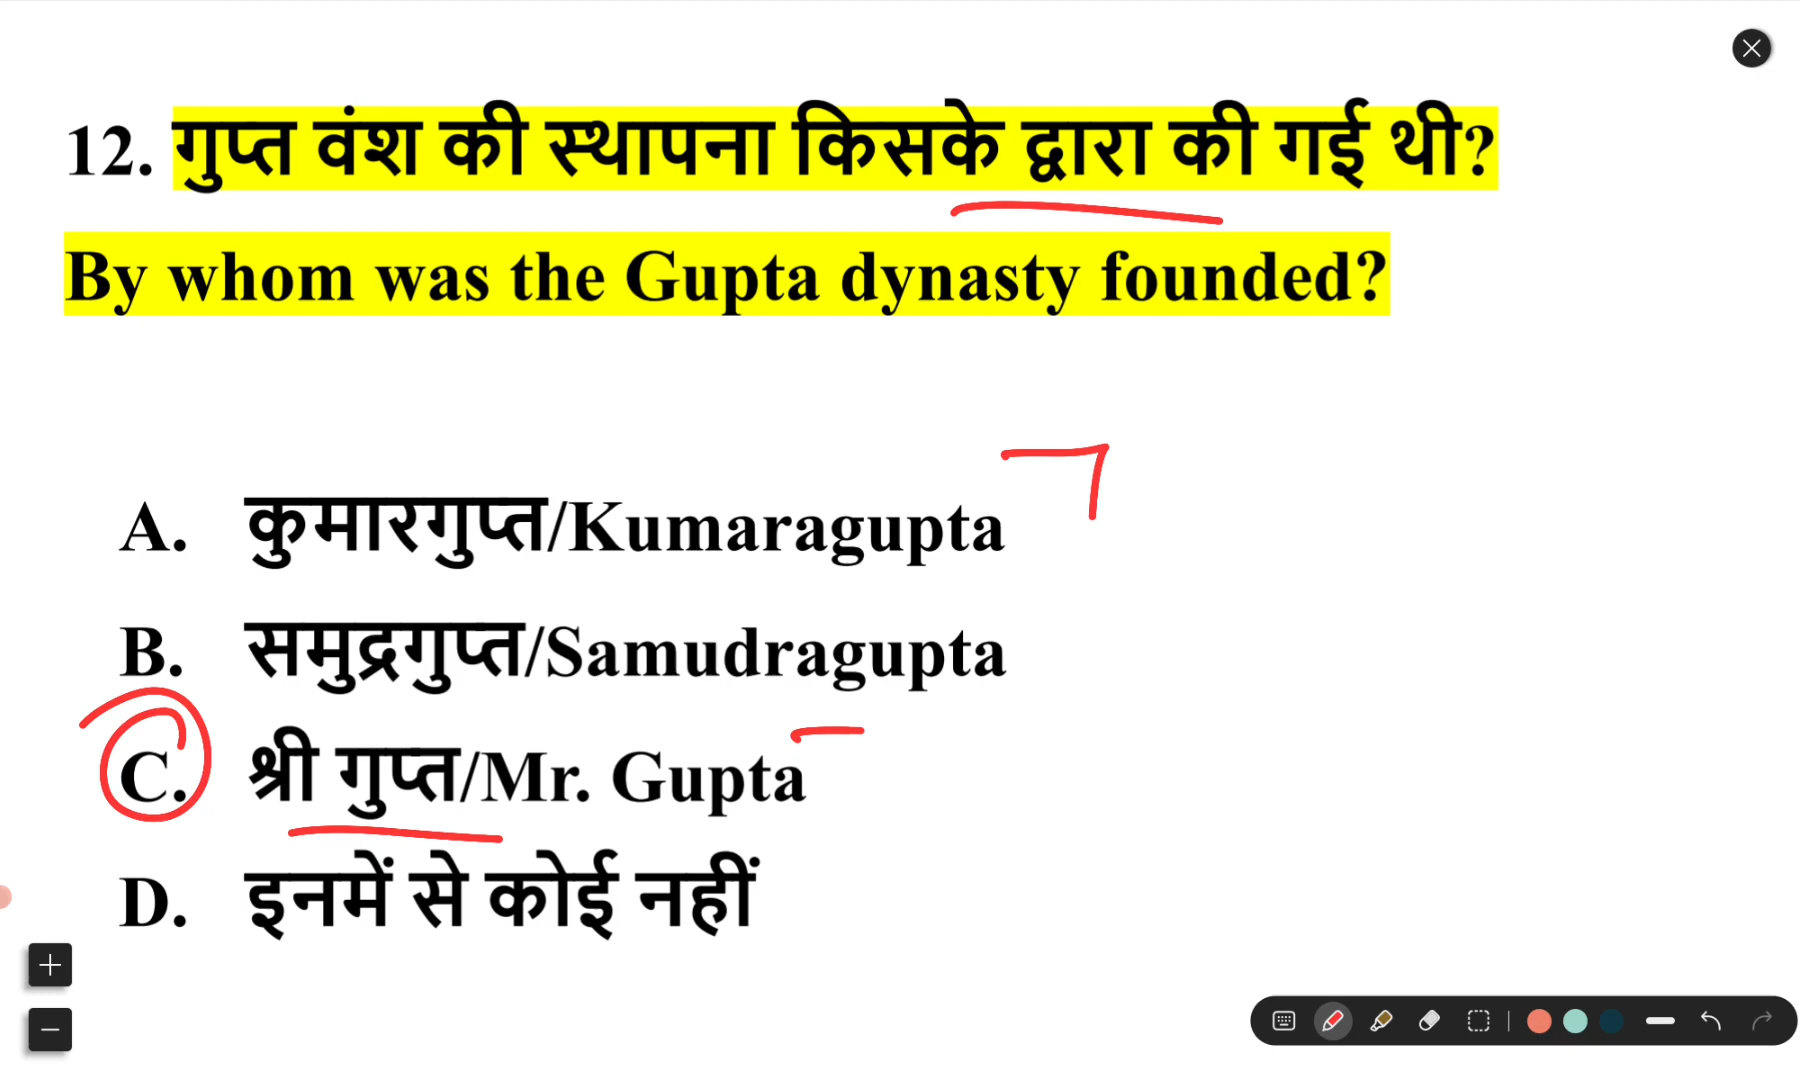 12. गुप्त वंश की स्थापना किसके द्वारा की गई थी?
By whom was the Gupta dynasty founded?
A. कुमारगुप्त/Kumaragupta
B. समुद्रगुप्त/Samudragupta
C. श्री गुप्त/Mr. Gupta
D. इनमें से कोई नहीं